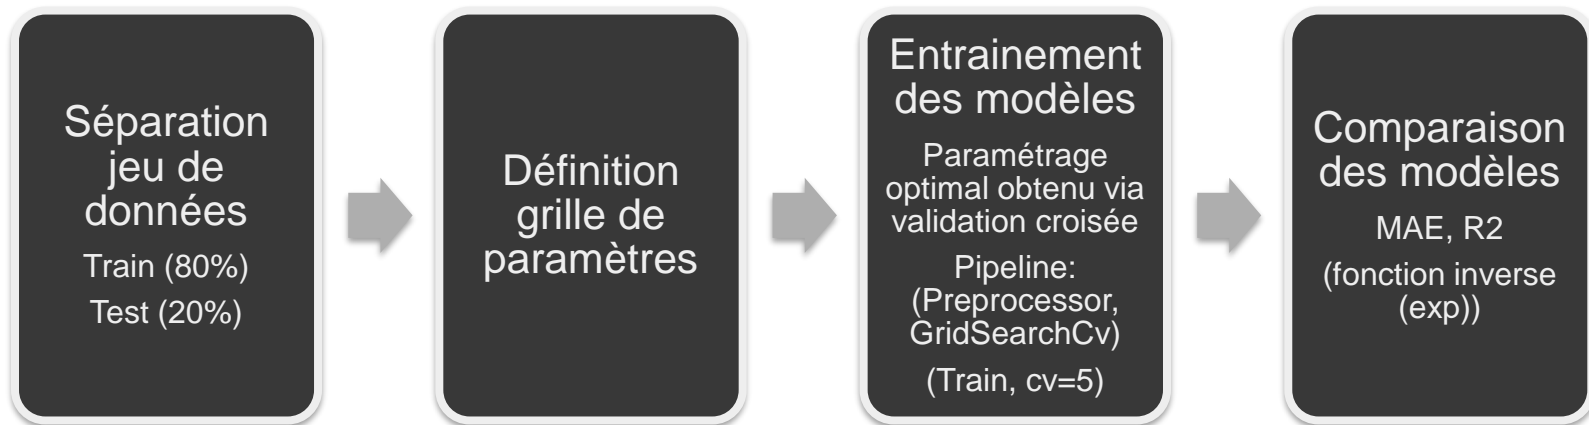 Séparation
jeu de
données
Train (80%)
Test (20%)
Définition
grille de
paramètres
Entrainement
des modèles
Paramétrage
optimal obtenu via
validation croisée
Pipeline:
(Preprocessor,
GridSearchCv)
(Train, cv=5)
Comparaison
des modèles
MAE, R2
(fonction inverse
(exp))